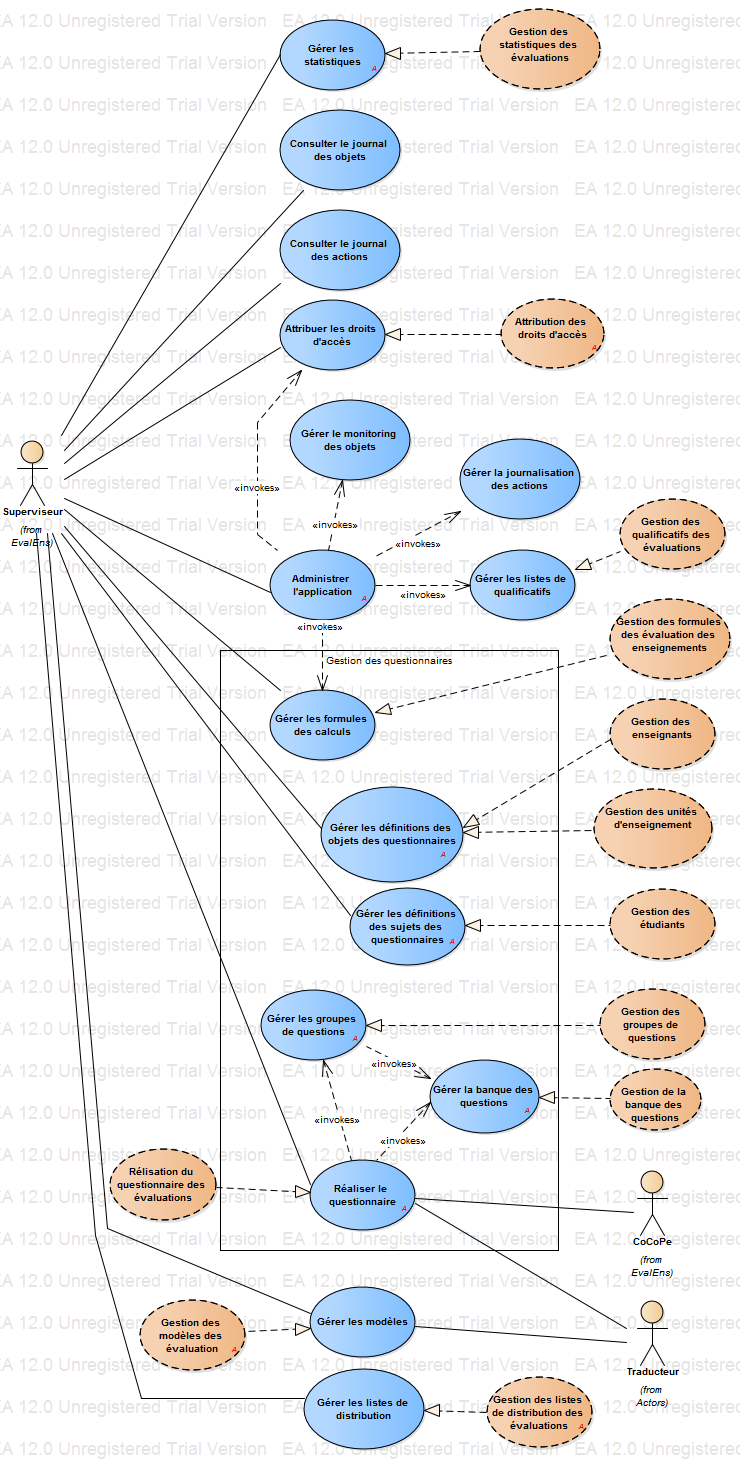 EA 12.0 Unregistered Trial Version
Gérer les
statistiques
A
Gestion des
statistiques des
évaluations
Consulter le journal
des objets
Consulter le journal
des actions
Attribuer les droits
d'accès
Attribution des
droits d'accès
A
Gérer le monitoring
des objets
Gérer la journalisation
des actions
Superviseur
(from
EvalEns)
«invokes»
«invokes»
«invokes»
«invokes»
Gestion des
qualificatifs des
évaluations
Administrer
l'application
A
Gérer les listes de
qualificatifs
«invokes»
Gestion des questionnaires
Gestion des formules
des évaluation des
enseignements
Gérer les formules
des calculs
Gestion des
enseignants
Gérer les définitions des
objets des questionnaires
A
Gestion des unités
d'enseignement
Gérer les définitions
des sujets des
questionnaires
A
Gestion des
étudiants
Gérer les groupes
de questions
A
Gestion des
groupes de
questions
«invokes»
Gérer la banque des
questions
A
Gestion de la
banque des
questions
«invokes»
«invokes»
Rélisation du
questionnaire des
évaluations
Réaliser le
questionnaire
A
CoCoPe
(from
EvalEns)
Gestion des
modèles des
évaluation
A
Gérer les modèles
Traducteur
(from
Actors)
Gérer les listes de
distribution
Gestion des listes
de distribution des
évaluations
A